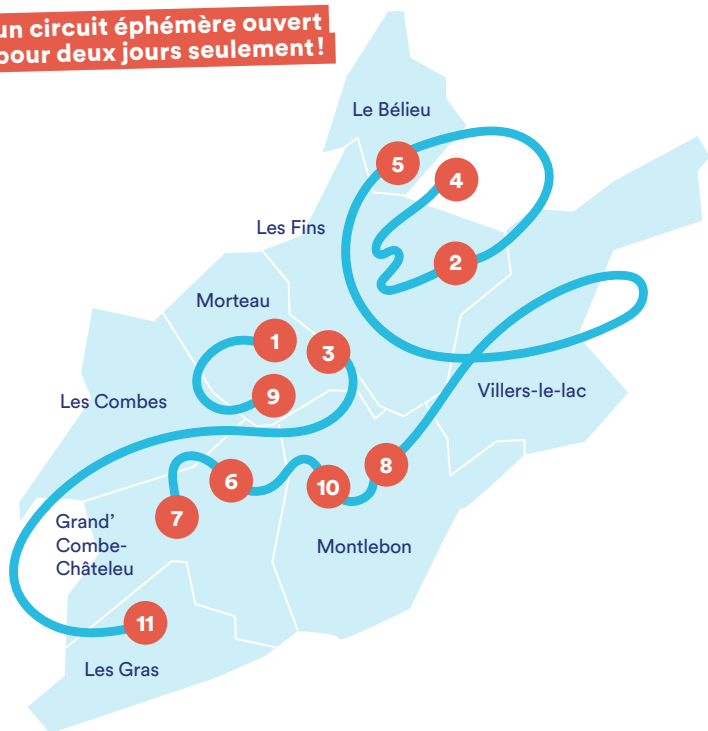 un circuit éphémère ouvert
pour deux jours seulement!
Le Bélieu
5
4
Les Fins
2
Morteau
1
3
9
Villers-le-lac
Les Combes
8
6
10
7
Grand'
Combe-
Châteleu
Montlebon
11
Les Gras